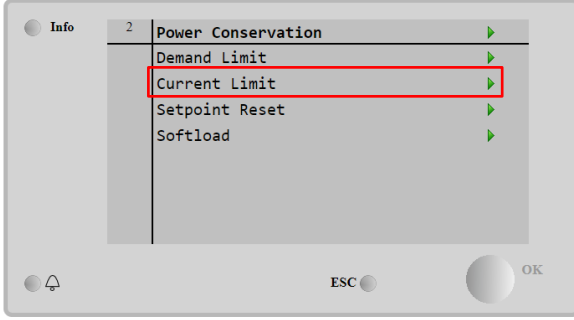 Info
2 Power Conservation
Demand Limit
Current Limit
Setpoint Reset
Softload
ESC
OK